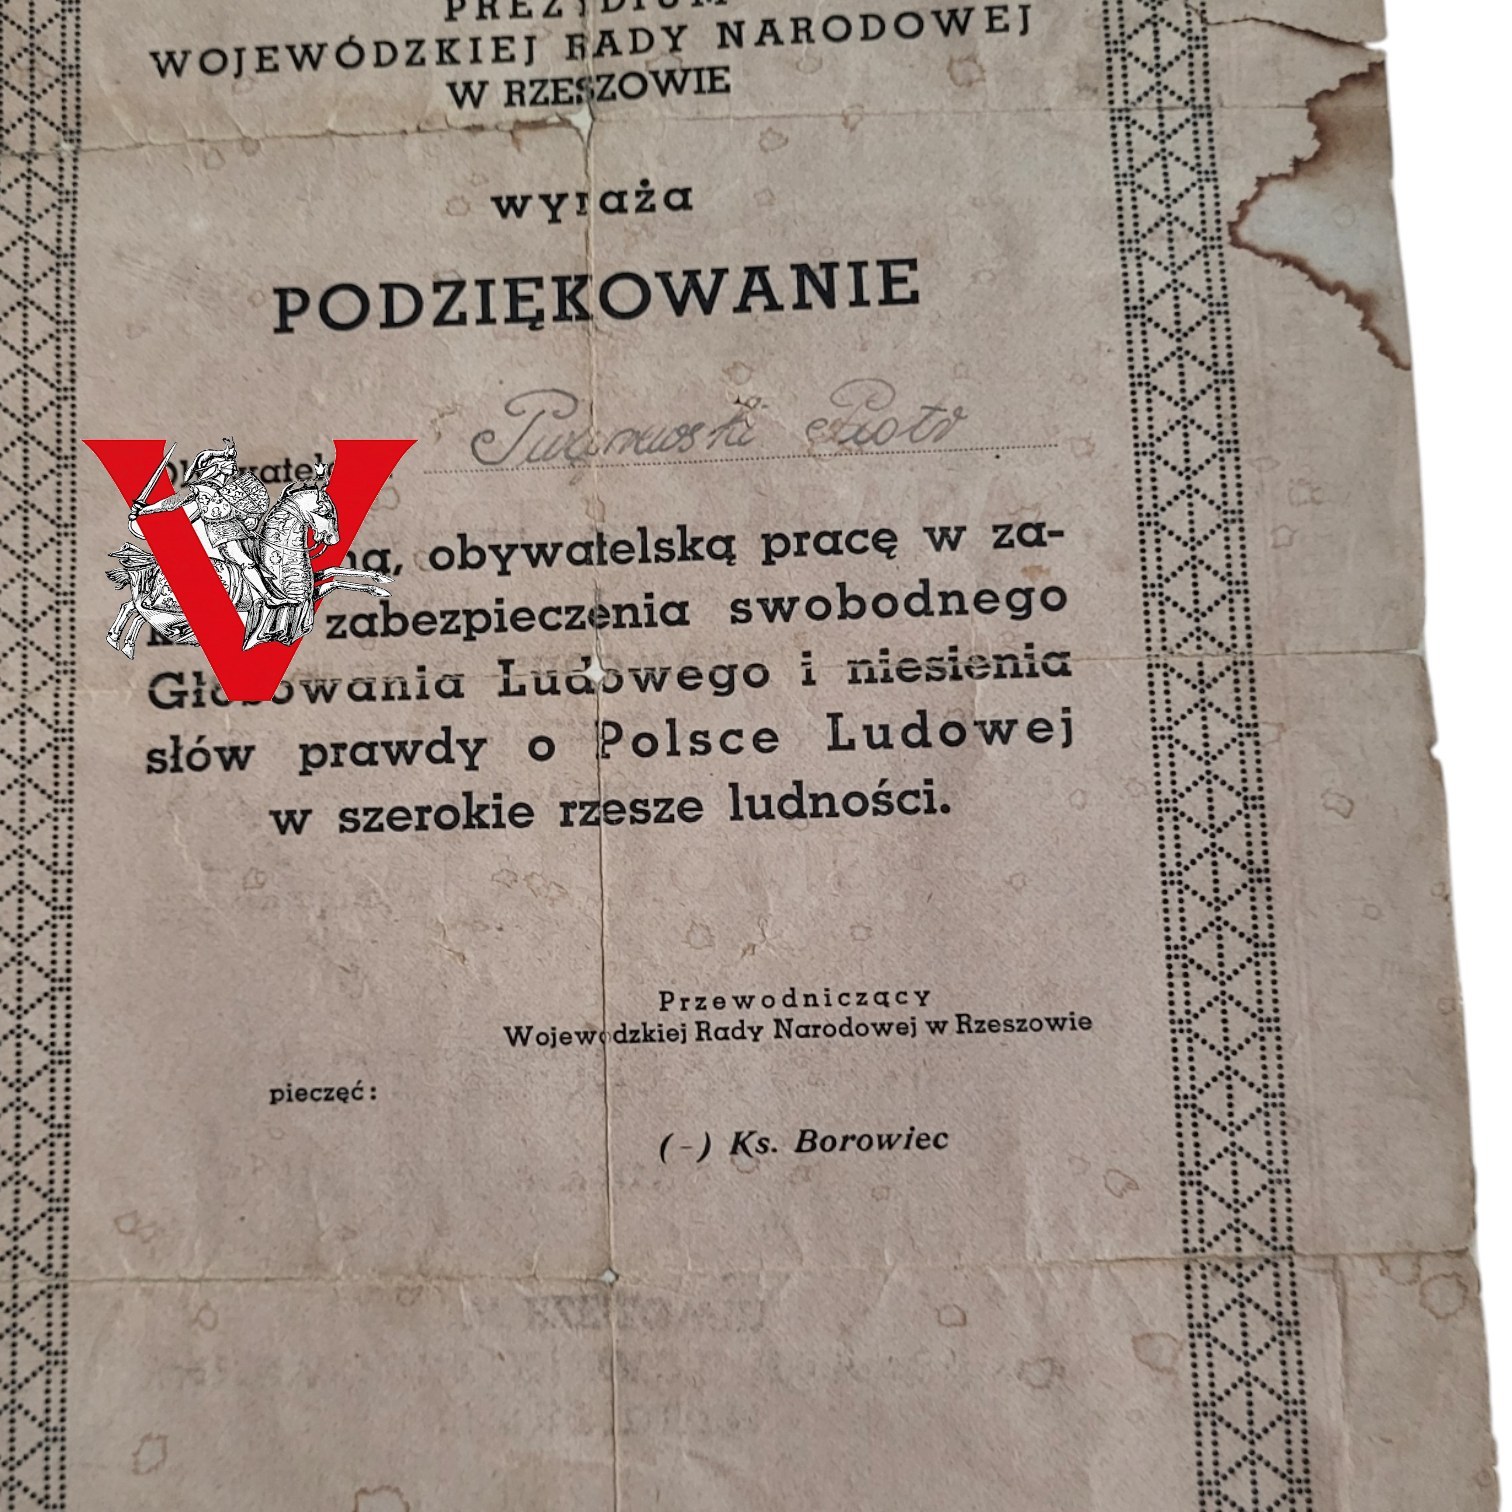 PREZYDIUM
WOJEWÓDZKIEJ RADY NARODOWEJ
W RZESZOWIE
wyraża
PODZIĘKOWANIE
Piotr
obywatelską pracę w za-
zabezpieczenia swobodnego
Głosowania Ludowego i niesienia
słów prawdy o Polsce Ludowej
w szerokie rzesze ludności.
Przewodniczący
Wojewódzkiej Rady Narodowej w Rzeszowie
pieczęć:
(-) Ks. Borowiec